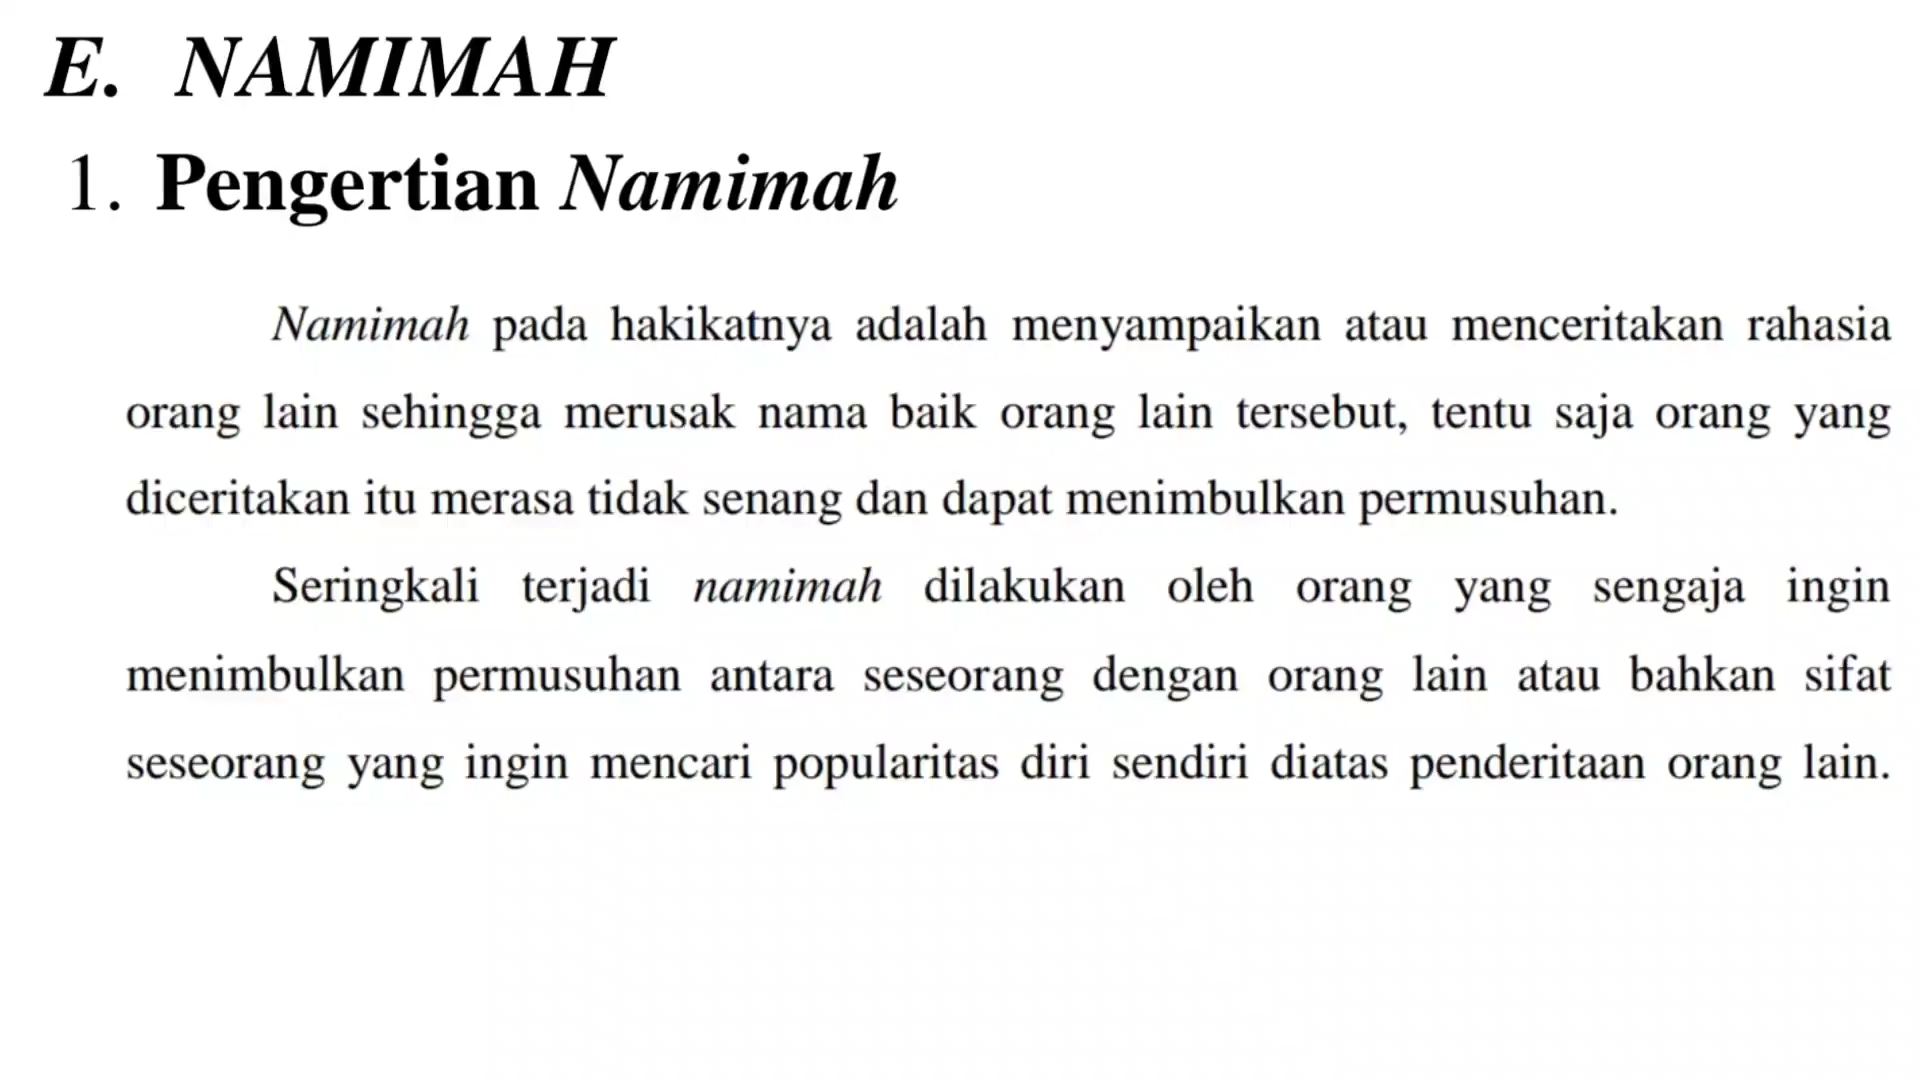 E. NAMIMAH
1. Pengertian Namimah
Namimah pada hakikatnya adalah menyampaikan atau menceritakan rahasia
orang lain sehingga merusak nama baik orang lain tersebut, tentu saja orang yang
diceritakan itu merasa tidak senang dan dapat menimbulkan permusuhan.
Seringkali terjadi namimah dilakukan oleh orang yang sengaja ingin
menimbulkan permusuhan antara seseorang dengan orang lain atau bahkan sifat
seseorang yang ingin mencari popularitas diri sendiri diatas penderitaan orang lain.